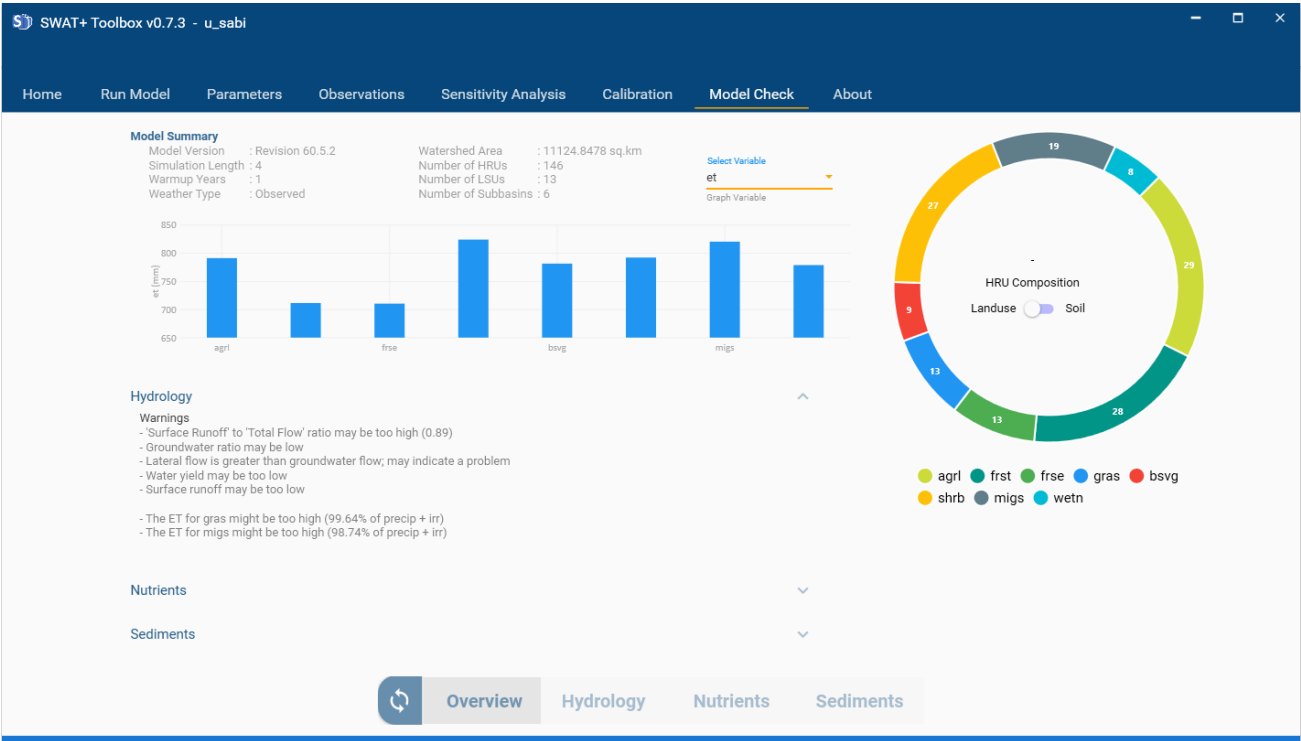 SWAT+ Toolbox v0.7.3 - u_sabi
Home Run Model Parameters Observations Sensitivity Analysis Calibration Model Check About
Model Summary
Model Version : Revision 60.5.2
Simulation Length : 4
Warmup Years : 1
Weather Type : Observed
Watershed Area : 11124.8478 sq.km
Number of HRUs : 146
Number of LSUs : 13
Number of Subbasins : 6
Select Variable
et
Graph Variable
850
800
750
700
650
et (mm)
agrl frse bsvg migs
19
8
29
28
13
13
9
27
-
HRU Composition
Landuse Soil
agrl frst frse gras bsvg
shrb migs wetn
Hydrology
Warnings
- 'Surface Runoff' to 'Total Flow' ratio may be too high (0.89)
- Groundwater ratio may be low
- Lateral flow is greater than groundwater flow; may indicate a problem
- Water yield may be too low
- Surface runoff may be too low
- The ET for gras might be too high (99.64% of precip + irr)
- The ET for migs might be too high (98.74% of precip + irr)
Nutrients
Sediments
Overview Hydrology Nutrients Sediments